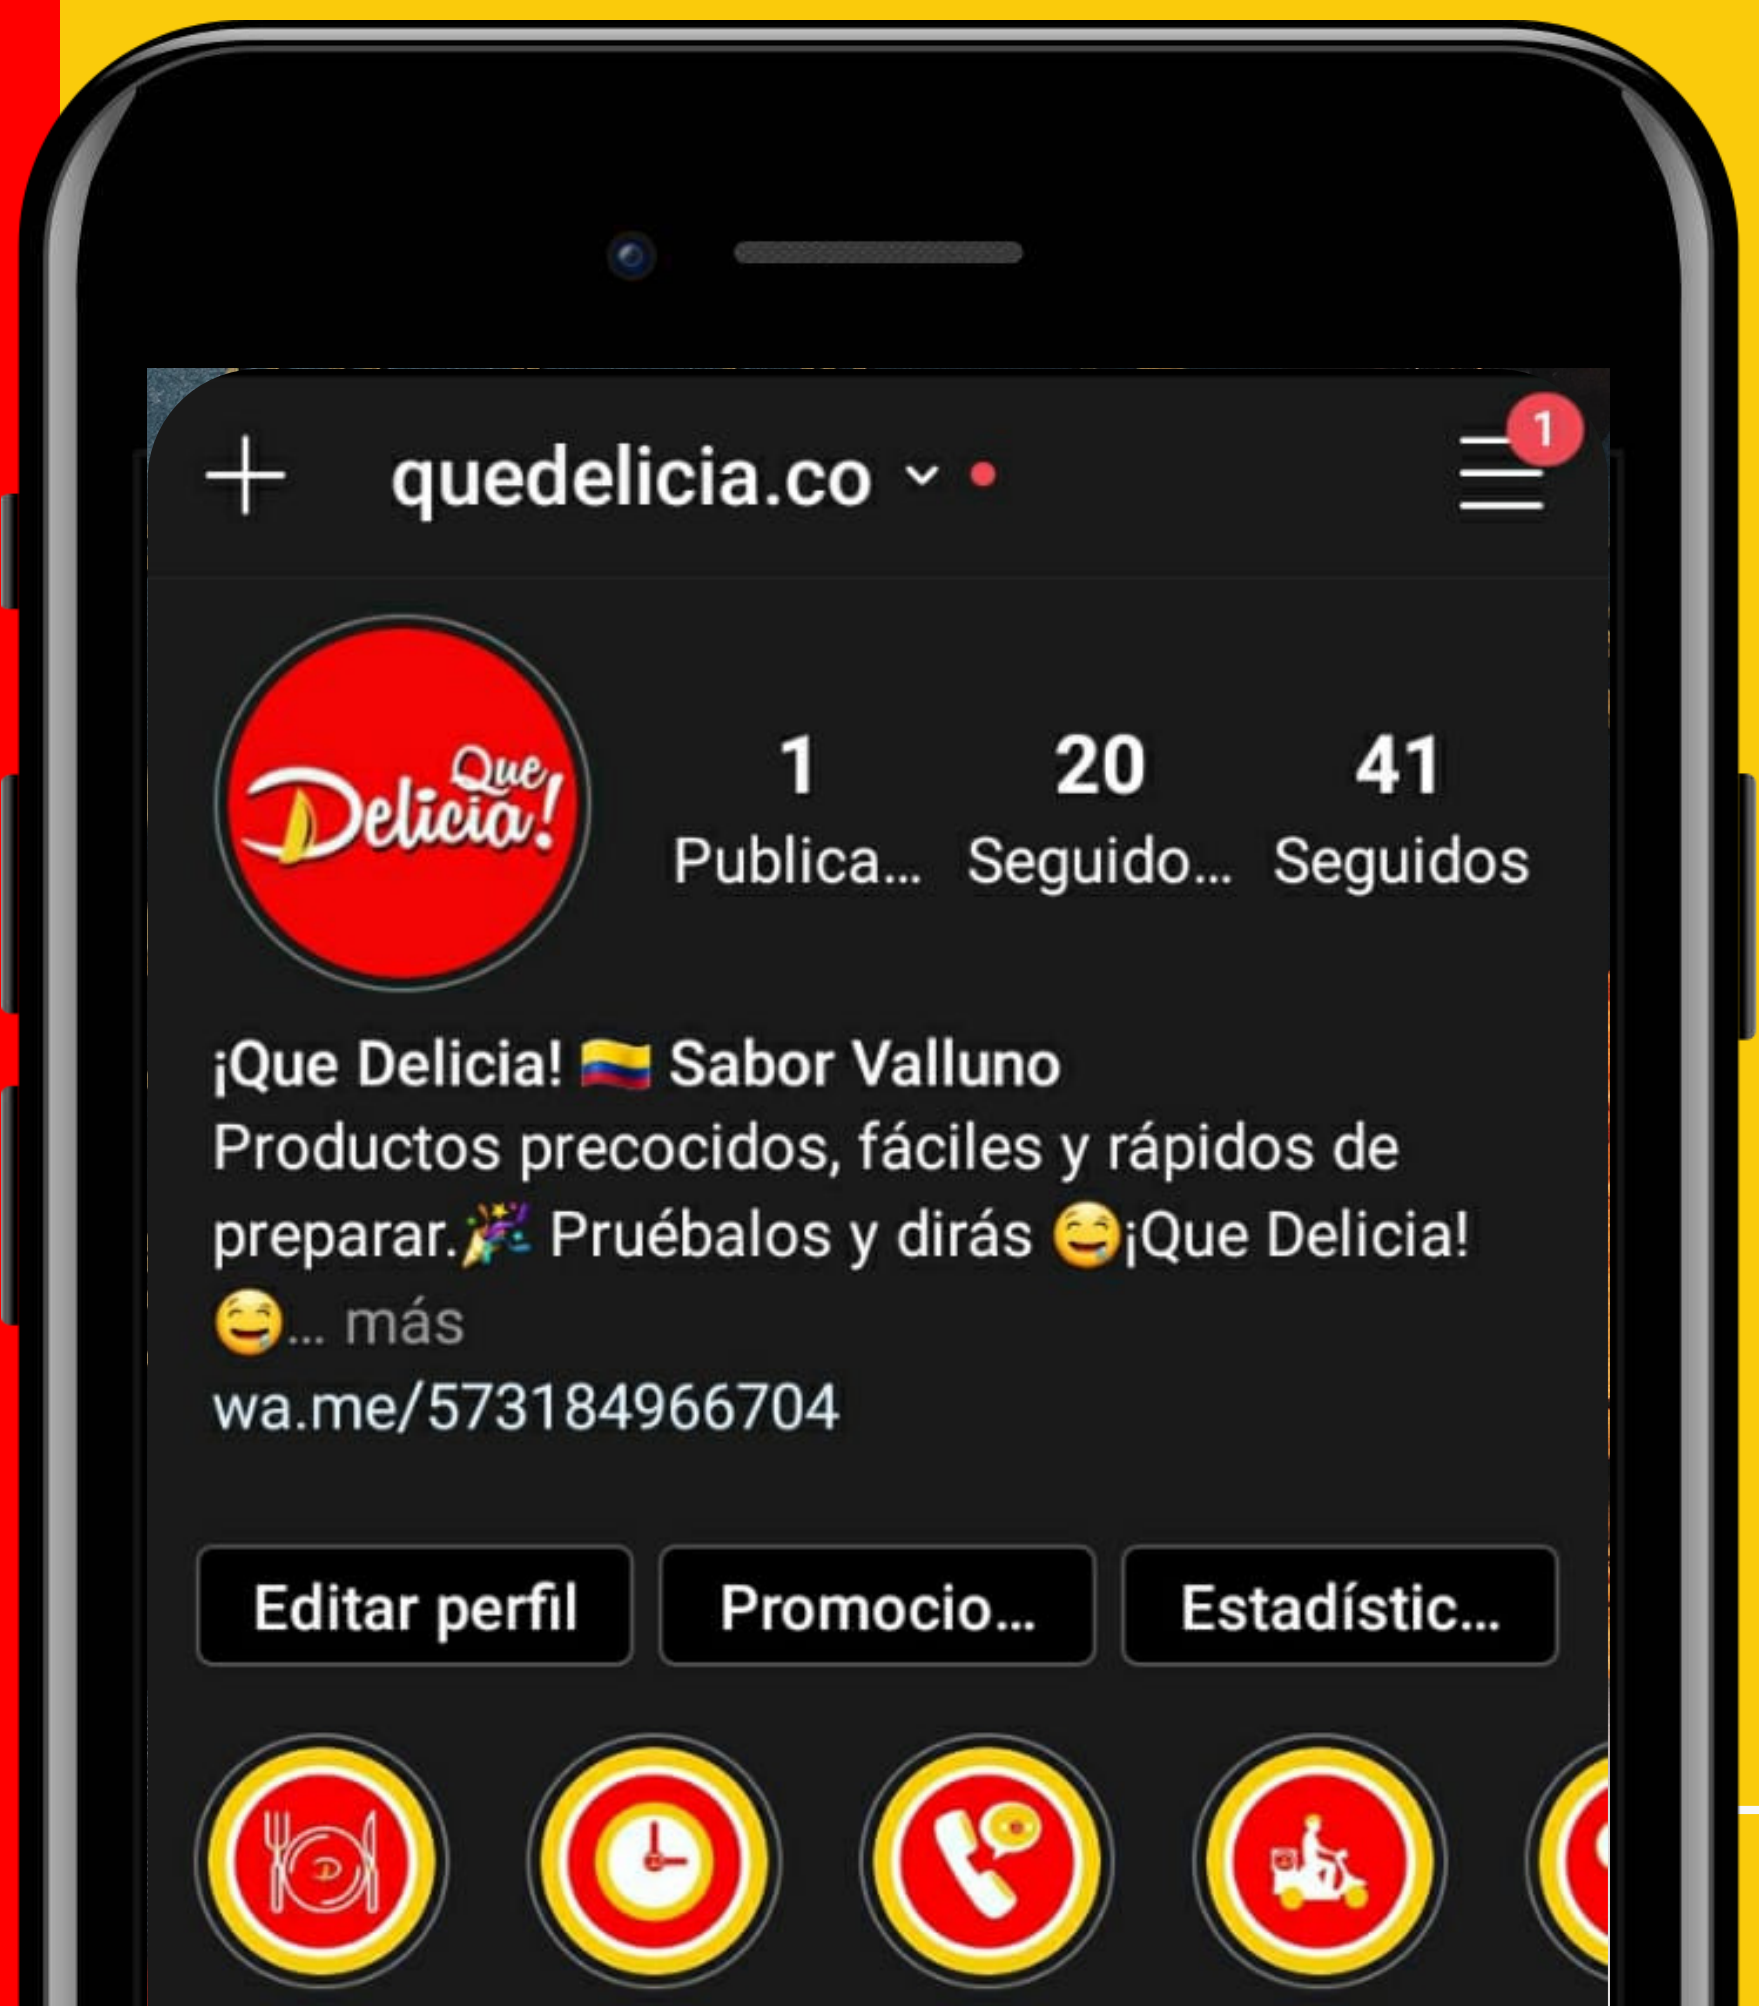 1
quedelicia.co
Que
Delicia!
1 20 41
Publica... Seguido... Seguidos
¡Que Delicia! 🇨🇴 Sabor Valluno
Productos precocidos, fáciles y rápidos de
preparar.🎉 Pruébalos y dirás 🤤¡Que Delicia!
🤤... más
wa.me/573184966704
Editar perfil Promocio... Estadístic...
D